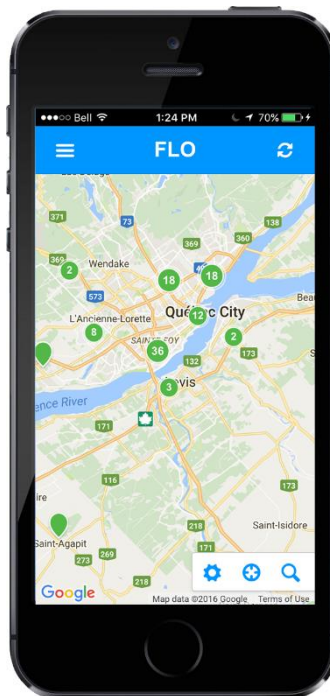 ●●●○○ Bell 1:24 PM 70%
FLO
371
73
138
360
369
369
2
Wendake
18
18
573
Québec City
12
L'Ancienne-Lorette
8
2
SAINTE-FOY
36
132
173
3
Lévis
171
116
218
173
Saint-Isidore
Saint-Agapit
269
273
171
218
Google
Map data ©2016 Google Terms of Use